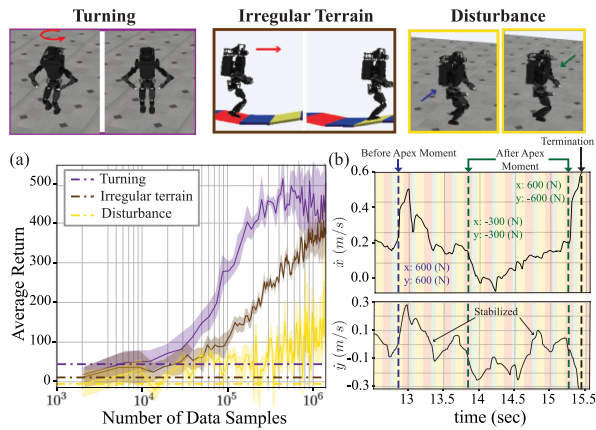 Turning
Irregular Terrain
Disturbance
(a)
500
400
300
200
100
0
Average Return
Turning
Irregular terrain
Disturbance
10³
10⁴
10⁵
10⁶
Number of Data Samples
(b)
Before Apex Moment
After Apex
Moment
Termination
0.6
0.4
0.2
0.0
ẋ (m/s)
x: 600 (N)
y: 600 (N)
x: -300 (N)
y: -300 (N)
x: 600 (N)
y: -600 (N)
0.3
0.1
-0.1
-0.3
ẏ (m/s)
Stabilized
13
13.5
14
14.5
15
15.5
time (sec)